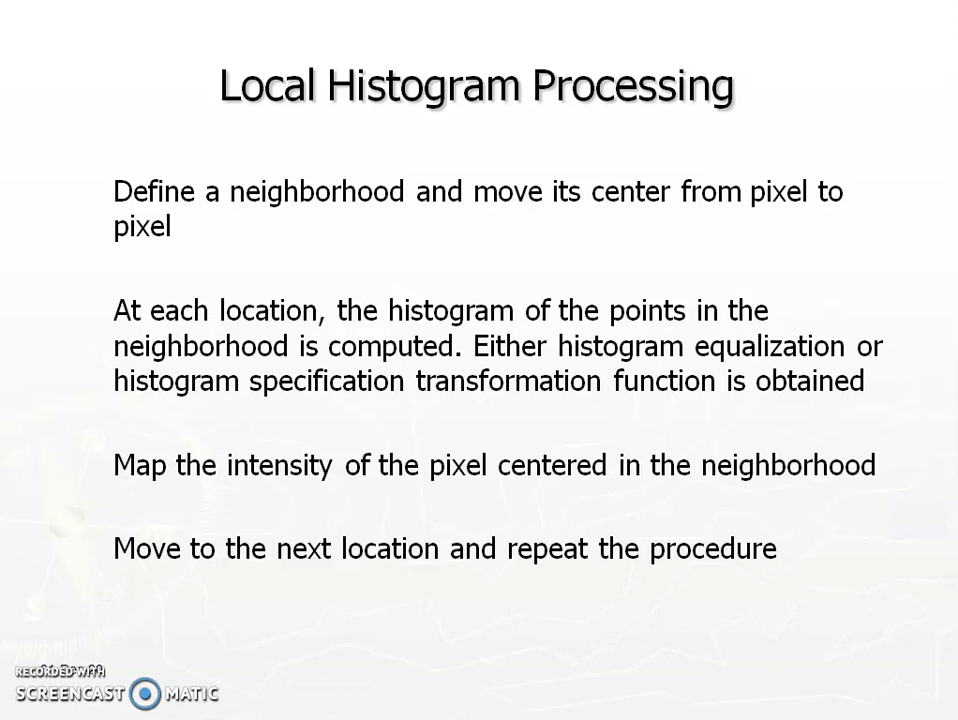 Local Histogram Processing
Define a neighborhood and move its center from pixel to
pixel
At each location, the histogram of the points in the
neighborhood is computed. Either histogram equalization or
histogram specification transformation function is obtained
Map the intensity of the pixel centered in the neighborhood
Move to the next location and repeat the procedure
RECORDED WITH
SCREENCAST MATIC